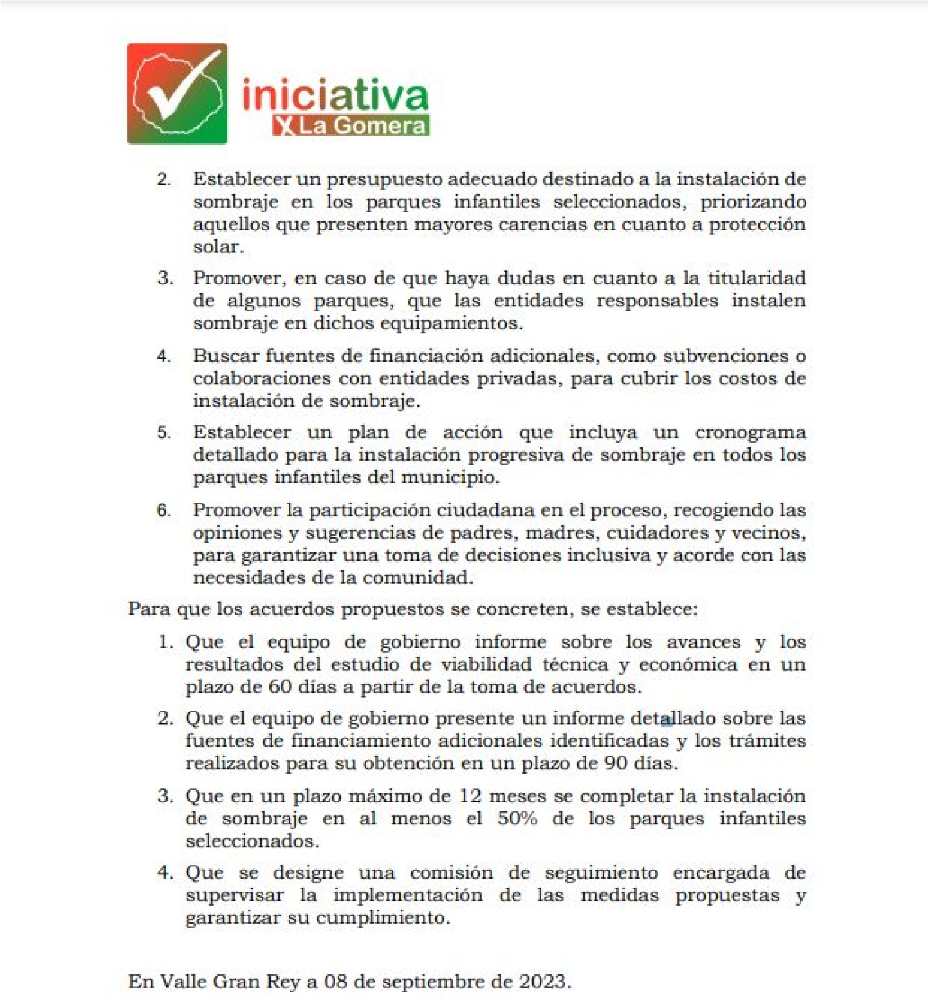 iniciativa
X La Gomera
2. Establecer un presupuesto adecuado destinado a la instalación de
sombraje en los parques infantiles seleccionados, priorizando
aquellos que presenten mayores carencias en cuanto a protección
solar.
3. Promover, en caso de que haya dudas en cuanto a la titularidad
de algunos parques, que las entidades responsables instalen
sombraje en dichos equipamientos.
4. Buscar fuentes de financiación adicionales, como subvenciones o
colaboraciones con entidades privadas, para cubrir los costos de
instalación de sombraje.
5. Establecer un plan de acción que incluya un cronograma
detallado para la instalación progresiva de sombraje en todos los
parques infantiles del municipio.
6. Promover la participación ciudadana en el proceso, recogiendo las
opiniones y sugerencias de padres, madres, cuidadores y vecinos,
para garantizar una toma de decisiones inclusiva y acorde con las
necesidades de la comunidad.
Para que los acuerdos propuestos se concreten, se establece:
1. Que el equipo de gobierno informe sobre los avances y los
resultados del estudio de viabilidad técnica y económica en un
plazo de 60 días a partir de la toma de acuerdos.
2. Que el equipo de gobierno presente un informe detallado sobre las
fuentes de financiamiento adicionales identificadas y los trámites
realizados para su obtención en un plazo de 90 días.
3. Que en un plazo máximo de 12 meses se completar la instalación
de sombraje en al menos el 50% de los parques infantiles
seleccionados.
4. Que se designe una comisión de seguimiento encargada de
supervisar la implementación de las medidas propuestas y
garantizar su cumplimiento.
En Valle Gran Rey a 08 de septiembre de 2023.